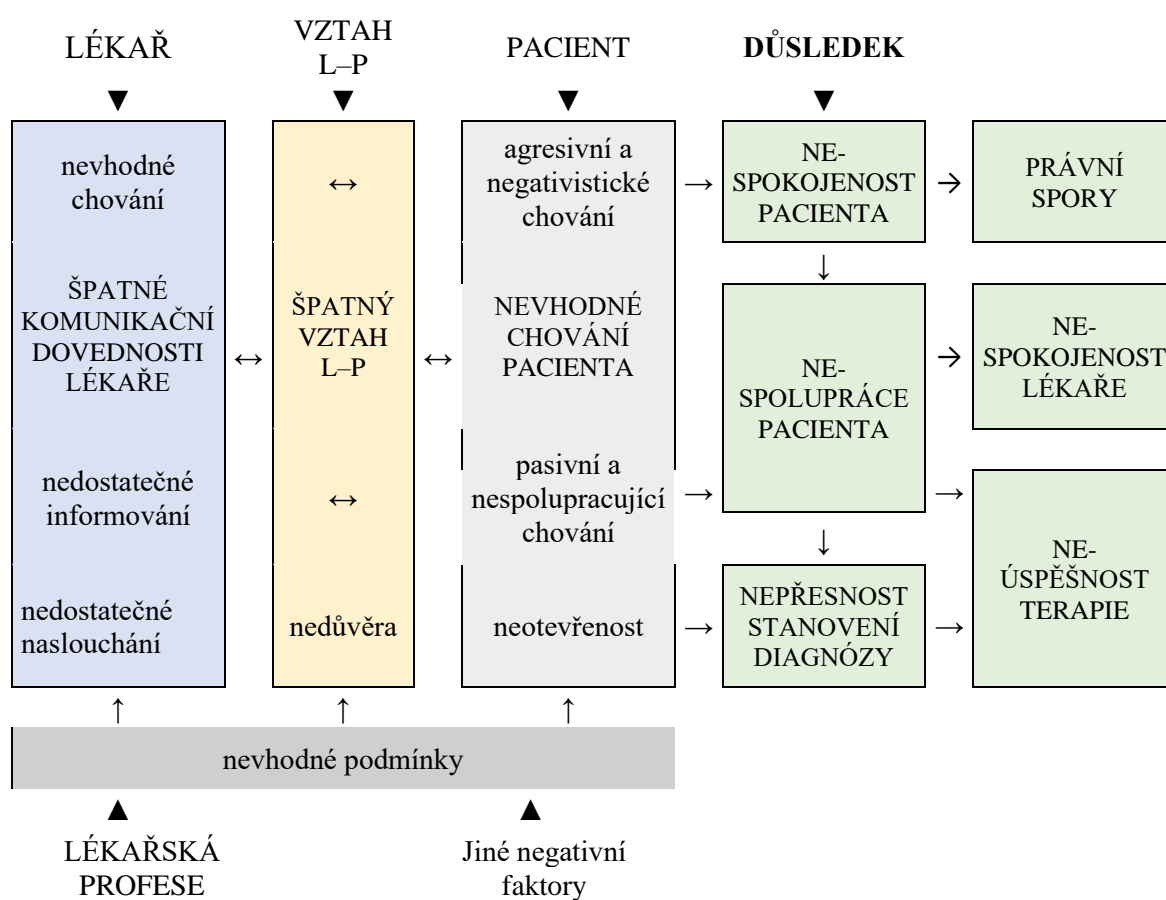 LÉKAŘ
VZTAH
L–P
PACIENT
DŮSLEDEK
▼
▼
▼
▼
nevhodné
chování
↔
agresivní a
negativistické
chování
→
NE-
SPOKOJENOST
PACIENTA
→
PRÁVNÍ
SPORY
↓
ŠPATNÉ
KOMUNIKAČNÍ
DOVEDNOSTI
LÉKAŘE
↔
ŠPATNÝ
VZTAH
L–P
↔
NEVHODNÉ
CHOVÁNÍ
PACIENTA
NE-
SPOLUPRÁCE
PACIENTA
→
NE-
SPOKOJENOST
LÉKAŘE
nedostatečné
informování
↔
pasivní a
nespolupracující
chování
→
→
↓
nedostatečné
naslouchání
nedůvěra
neotevřenost
→
NEPŘESNOST
STANOVENÍ
DIAGNÓZY
→
NE-
ÚSPĚŠNOST
TERAPIE
↑
↑
↑
nevhodné podmínky
▲
▲
LÉKAŘSKÁ
PROFESE
Jiné negativní
faktory